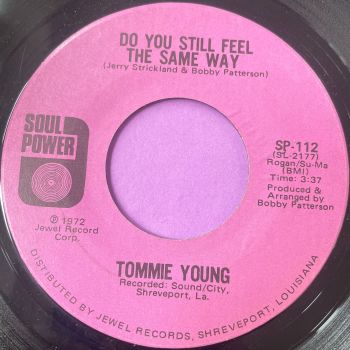 DO YOU STILL FEEL
THE SAME WAY
(Jerry Strickland & Bobby Patterson)
SOUL
POWER
SP-112
(SL-2177)
Rogan/Su-Ma
(BMI)
Time: 3:37
Produced &
Arranged by
Bobby Patterson
℗ 1972
Jewel Record
Corp.
TOMMIE YOUNG
Recorded: Sound/City,
Shreveport, La.
DISTRIBUTED BY JEWEL RECORDS, SHREVEPORT, LOUISIANA